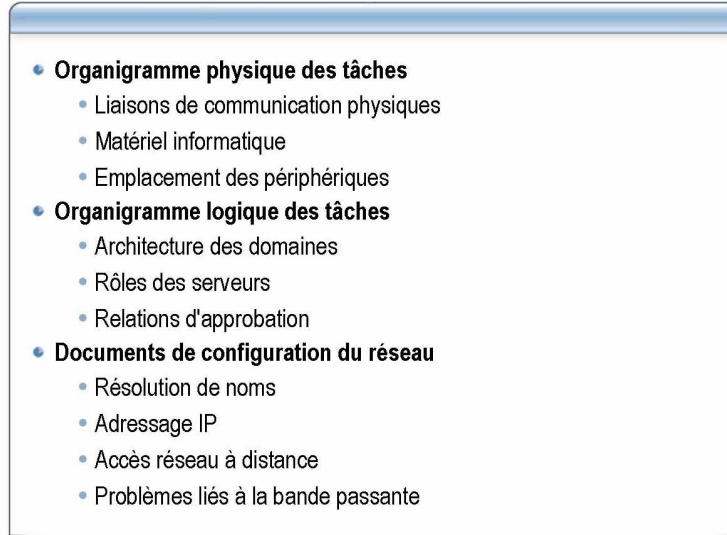 Organigramme physique des tâches
Liaisons de communication physiques
Matériel informatique
Emplacement des périphériques
Organigramme logique des tâches
Architecture des domaines
Rôles des serveurs
Relations d'approbation
Documents de configuration du réseau
Résolution de noms
Adressage IP
Accès réseau à distance
Problèmes liés à la bande passante